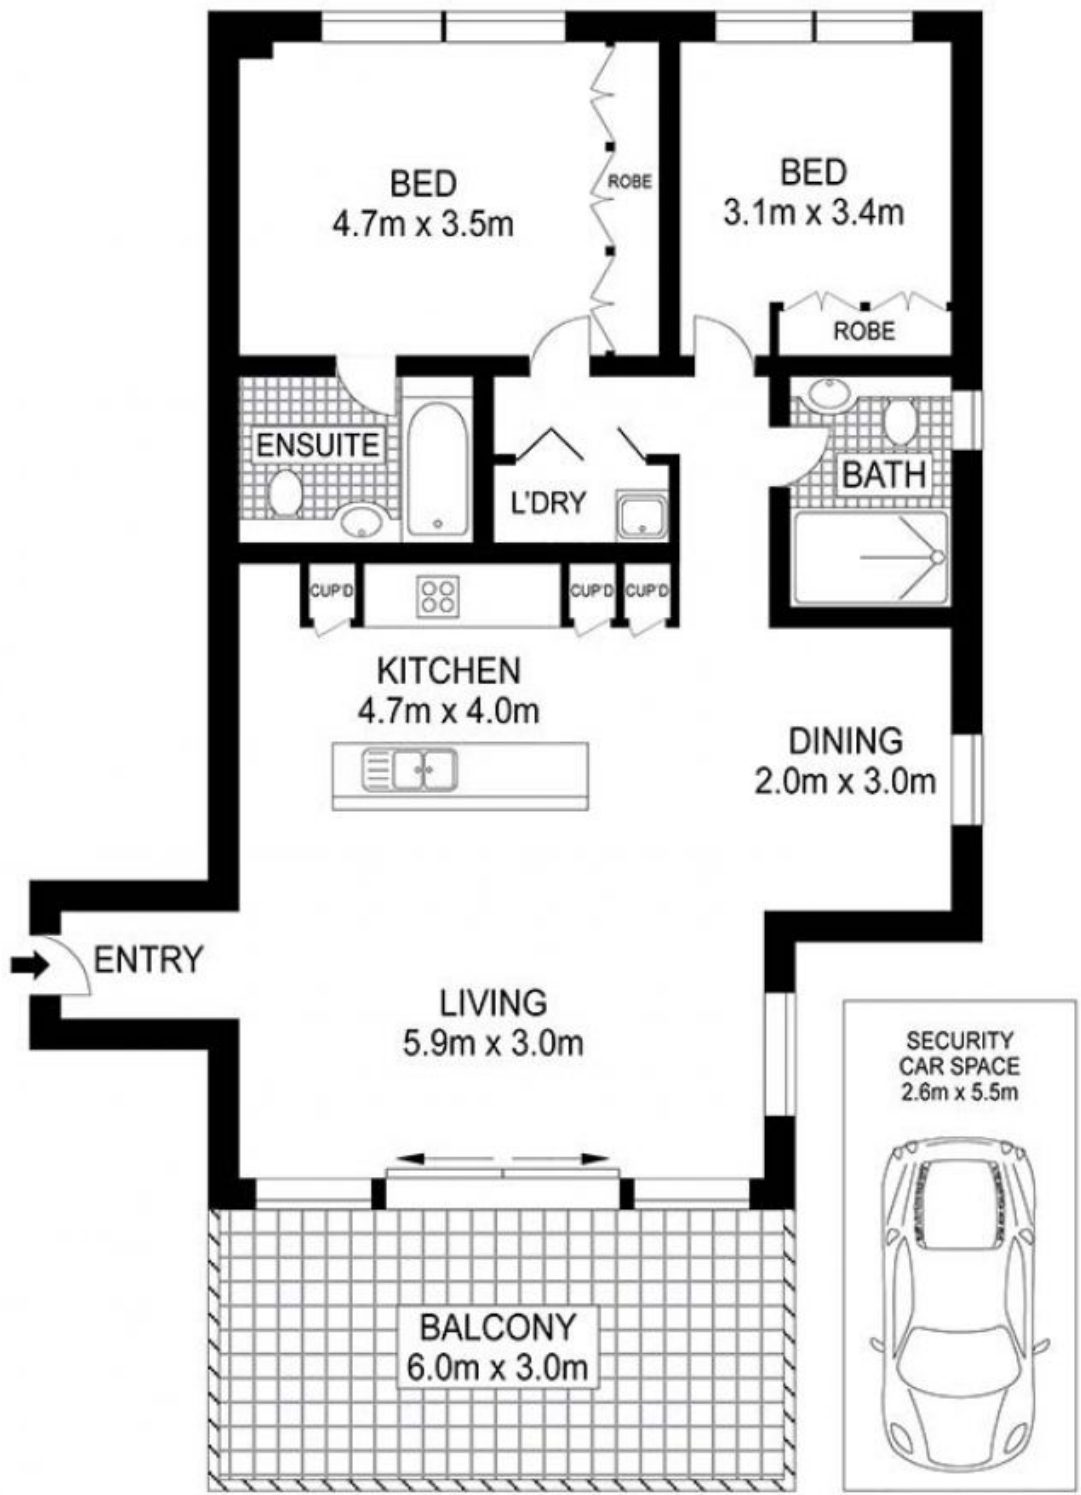 BED
4.7m x 3.5m
ROBE
BED
3.1m x 3.4m
ROBE
ENSUITE
L'DRY
BATH
CUP'D
CUP'D
CUP'D
KITCHEN
4.7m x 4.0m
DINING
2.0m x 3.0m
ENTRY
LIVING
5.9m x 3.0m
SECURITY
CAR SPACE
2.6m x 5.5m
BALCONY
6.0m x 3.0m